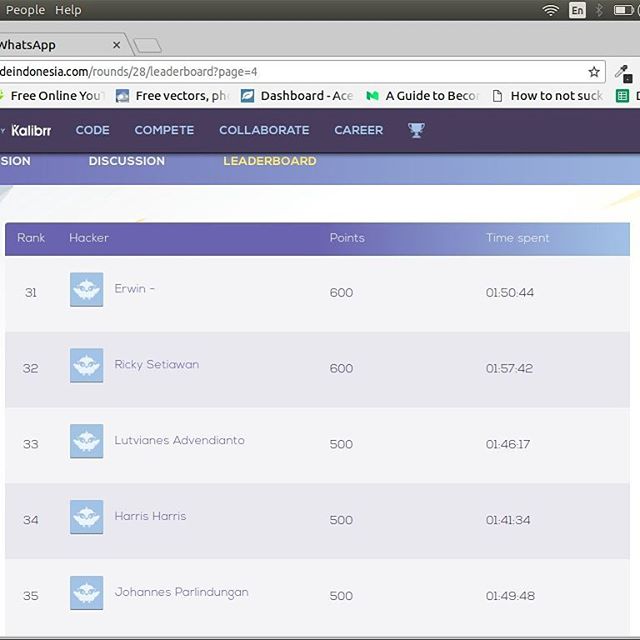 People Help
En
WhatsApp
deindonesia.com/rounds/28/leaderboard?page=4
Free Online You Free vectors, ph Dashboard - Ace A Guide to Becor How to not suck
Y Kalibrr CODE COMPETE COLLABORATE CAREER
SION DISCUSSION LEADERBOARD
Rank Hacker Points Time spent
31 Erwin - 600 01:50:44
32 Ricky Setiawan 600 01:57:42
33 Lutvianes Advendianto 500 01:46:17
34 Harris Harris 500 01:41:34
35 Johannes Parlindungan 500 01:49:48